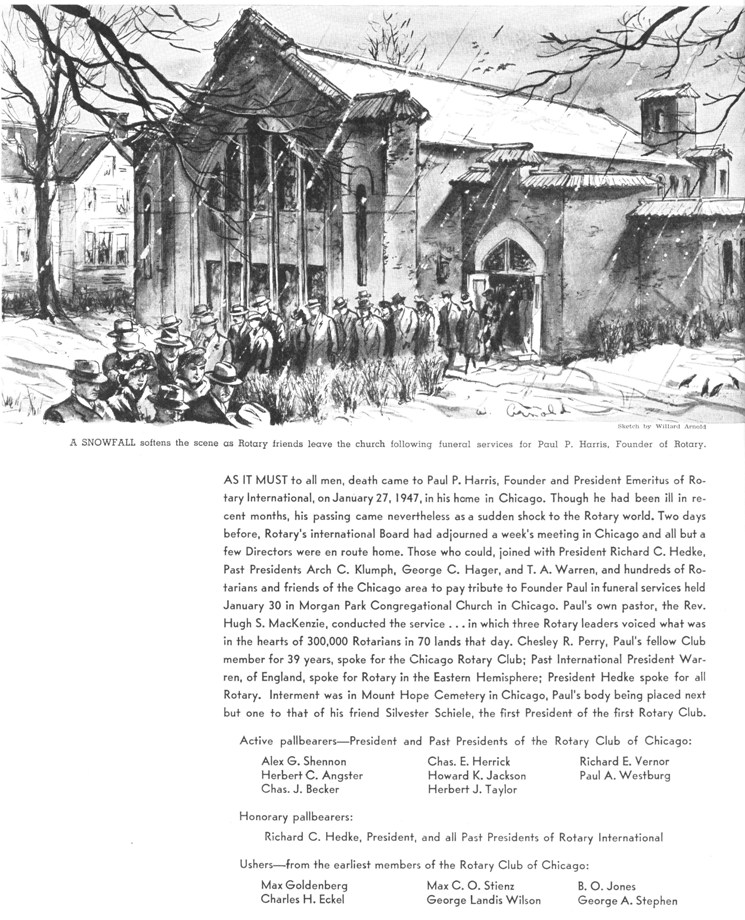 W. Arnold
Sketch by Willard Arnold
A SNOWFALL softens the scene as Rotary friends leave the church following funeral services for Paul P. Harris, Founder of Rotary.
AS IT MUST to all men, death came to Paul P. Harris, Founder and President Emeritus of Ro-
tary International, on January 27, 1947, in his home in Chicago. Though he had been ill in re-
cent months, his passing came nevertheless as a sudden shock to the Rotary world. Two days
before, Rotary's international Board had adjourned a week's meeting in Chicago and all but a
few Directors were en route home. Those who could, joined with President Richard C. Hedke,
Past Presidents Arch C. Klumph, George C. Hager, and T. A. Warren, and hundreds of Ro-
tarians and friends of the Chicago area to pay tribute to Founder Paul in funeral services held
January 30 in Morgan Park Congregational Church in Chicago. Paul's own pastor, the Rev.
Hugh S. MacKenzie, conducted the service . . . in which three Rotary leaders voiced what was
in the hearts of 300,000 Rotarians in 70 lands that day. Chesley R. Perry, Paul's fellow Club
member for 39 years, spoke for the Chicago Rotary Club; Past International President War-
ren, of England, spoke for Rotary in the Eastern Hemisphere; President Hedke spoke for all
Rotary. Interment was in Mount Hope Cemetery in Chicago, Paul's body being placed next
but one to that of his friend Silvester Schiele, the first President of the first Rotary Club.
Active pallbearers—President and Past Presidents of the Rotary Club of Chicago:
Alex G. Shennon Chas. E. Herrick Richard E. Vernor
Herbert C. Angster Howard K. Jackson Paul A. Westburg
Chas. J. Becker Herbert J. Taylor
Honorary pallbearers:
Richard C. Hedke, President, and all Past Presidents of Rotary International
Ushers—from the earliest members of the Rotary Club of Chicago:
Max Goldenberg Max C. O. Stienz B. O. Jones
Charles H. Eckel George Landis Wilson George A. Stephen